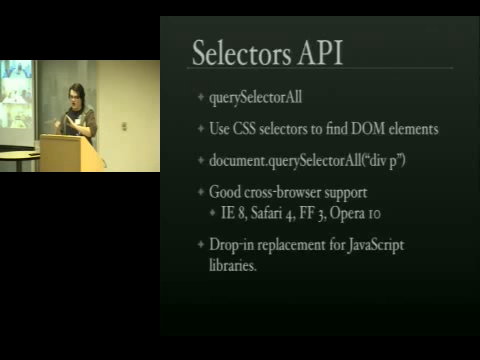 Selectors API
querySelectorAll
Use CSS selectors to find DOM elements
document.querySelectorAll(“div p”)
Good cross-browser support
IE 8, Safari 4, FF 3, Opera 10
Drop-in replacement for JavaScript
libraries.